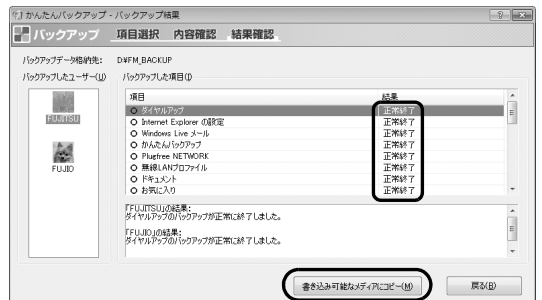 かんたんバックアップ - バックアップ結果
バックアップ 項目選択 内容確認 結果確認
バックアップデータ格納先: D:¥FM_BACKUP
バックアップしたユーザー(U) バックアップした項目(I)
FUJITSU
FUJIO
項目 結果
ダイヤルアップ 正常終了
Internet Explorer の設定 正常終了
Windows Live メール 正常終了
かんたんバックアップ 正常終了
Plugfree NETWORK 正常終了
無線LANプロファイル 正常終了
ドキュメント 正常終了
お気に入り 正常終了
「FUJITSU」の結果:
ダイヤルアップのバックアップが正常に終了しました。
「FUJIO」の結果:
ダイヤルアップのバックアップが正常に終了しました。
書き込み可能なメディアにコピー(M) 戻る(B)